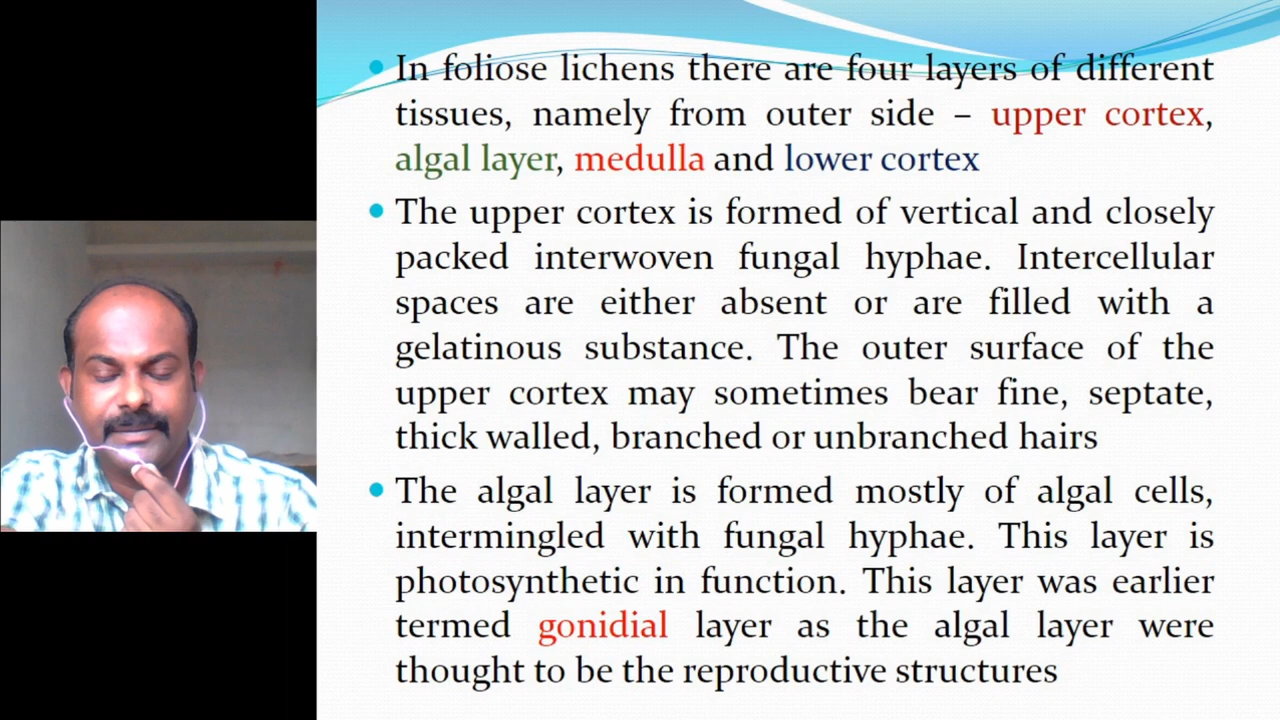 In foliose lichens there are four layers of different
tissues, namely from outer side – upper cortex,
algal layer, medulla and lower cortex
The upper cortex is formed of vertical and closely
packed interwoven fungal hyphae. Intercellular
spaces are either absent or are filled with a
gelatinous substance. The outer surface of the
upper cortex may sometimes bear fine, septate,
thick walled, branched or unbranched hairs
The algal layer is formed mostly of algal cells,
intermingled with fungal hyphae. This layer is
photosynthetic in function. This layer was earlier
termed gonidial layer as the algal layer were
thought to be the reproductive structures